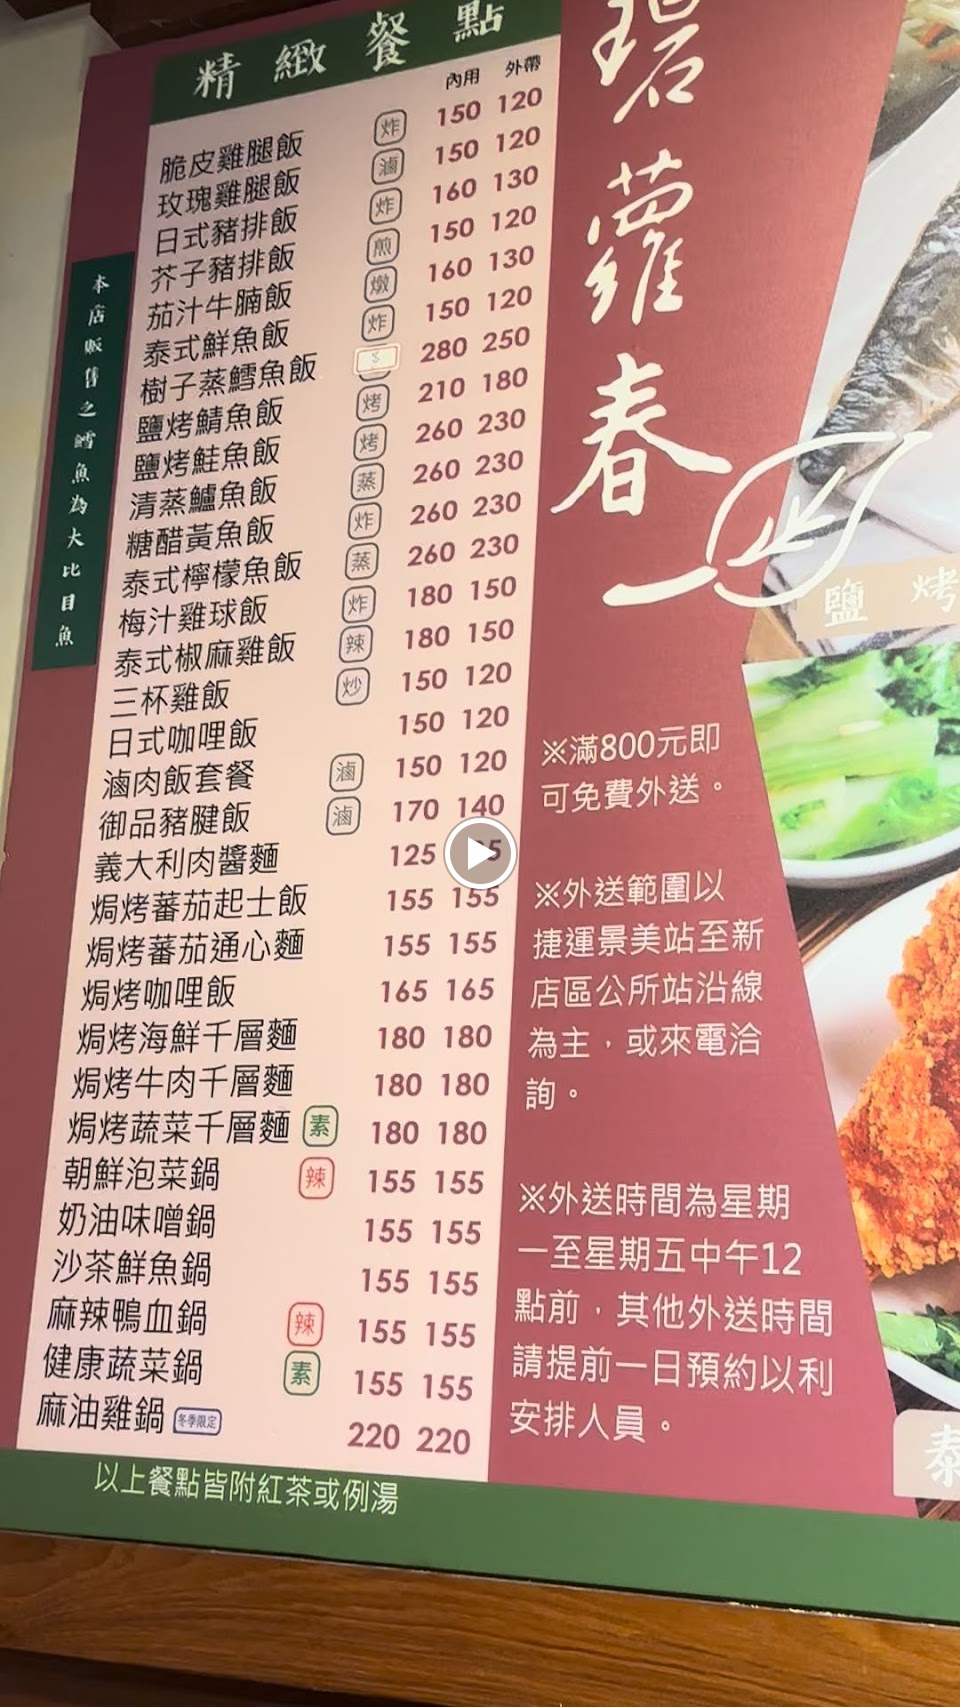 精緻餐點
內用 外帶
脆皮雞腿飯 炸 150 120
玫瑰雞腿飯 滷 150 120
日式豬排飯 炸 160 130
芥子豬排飯 煎 150 120
茄汁牛腩飯 燉 160 130
泰式鮮魚飯 炸 150 120
樹子蒸鱈魚飯 280 250
鹽烤鯖魚飯 烤 210 180
鹽烤鮭魚飯 烤 260 230
清蒸鱸魚飯 蒸 260 230
糖醋黃魚飯 炸 260 230
泰式檸檬魚飯 蒸 260 230
梅汁雞球飯 炸 180 150
泰式椒麻雞飯 辣 180 150
三杯雞飯 炒 150 120
日式咖哩飯 150 120
滷肉飯套餐 滷 150 120
御品豬腱飯 滷 170 140
義大利肉醬麵 125
焗烤蕃茄起士飯 155 155
焗烤蕃茄通心麵 155 155
焗烤咖哩飯 165 165
焗烤海鮮千層麵 180 180
焗烤牛肉千層麵 180 180
焗烤蔬菜千層麵 素 180 180
朝鮮泡菜鍋 辣 155 155
奶油味噌鍋 155 155
沙茶鮮魚鍋 155 155
麻辣鴨血鍋 辣 155 155
健康蔬菜鍋 素 155 155
麻油雞鍋 冬季限定 220 220
以上餐點皆附紅茶或例湯
本店販售之鱈魚為大比目魚
碧蘿春
※滿800元即
可免費外送。
※外送範圍以
捷運景美站至新
店區公所站沿線
為主，或來電洽
詢。
※外送時間為星期
一至星期五中午12
點前，其他外送時間
請提前一日預約以利
安排人員。
鹽烤
泰